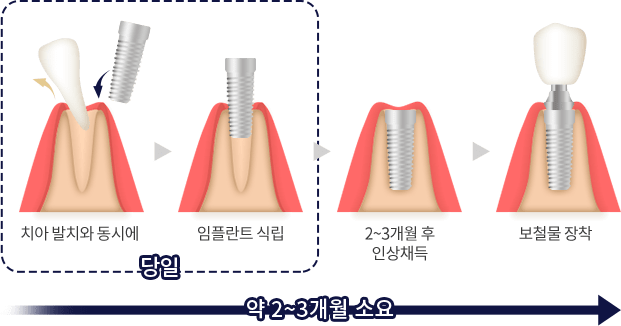 치아 발치와 동시에
임플란트 식립
2~3개월 후
인상채득
보철물 장착
당일
약 2~3개월 소요